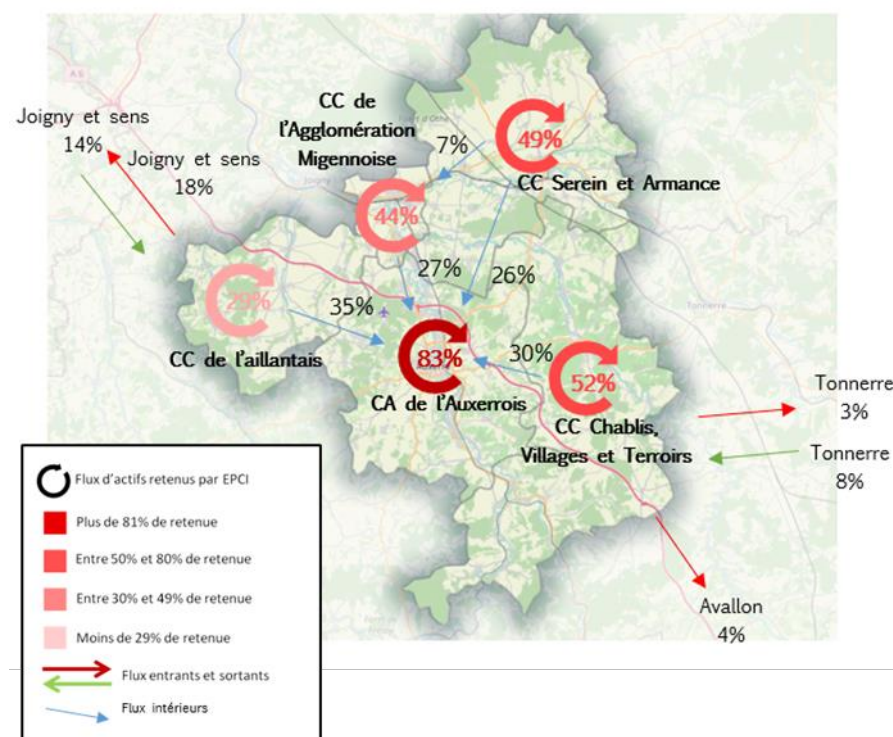 A 6
CC de
l'Agglomération
Migennoise
Joigny et sens
14%
Joigny et sens
18%
7%
49%
CC Serein et Armance
44%
27%
26%
29%
35%
CC de l'aillantais
83%
CA de l'Auxerrois
30%
52%
CC Chablis,
Villages et Terroirs
Tonnerre
Tonnerre
3%
Tonnerre
8%
Avallon
4%
Flux d'actifs retenus par EPCI
Plus de 81% de retenue
Entre 50% et 80% de retenue
Entre 30% et 49% de retenue
Moins de 29% de retenue
Flux entrants et sortants
Flux intérieurs